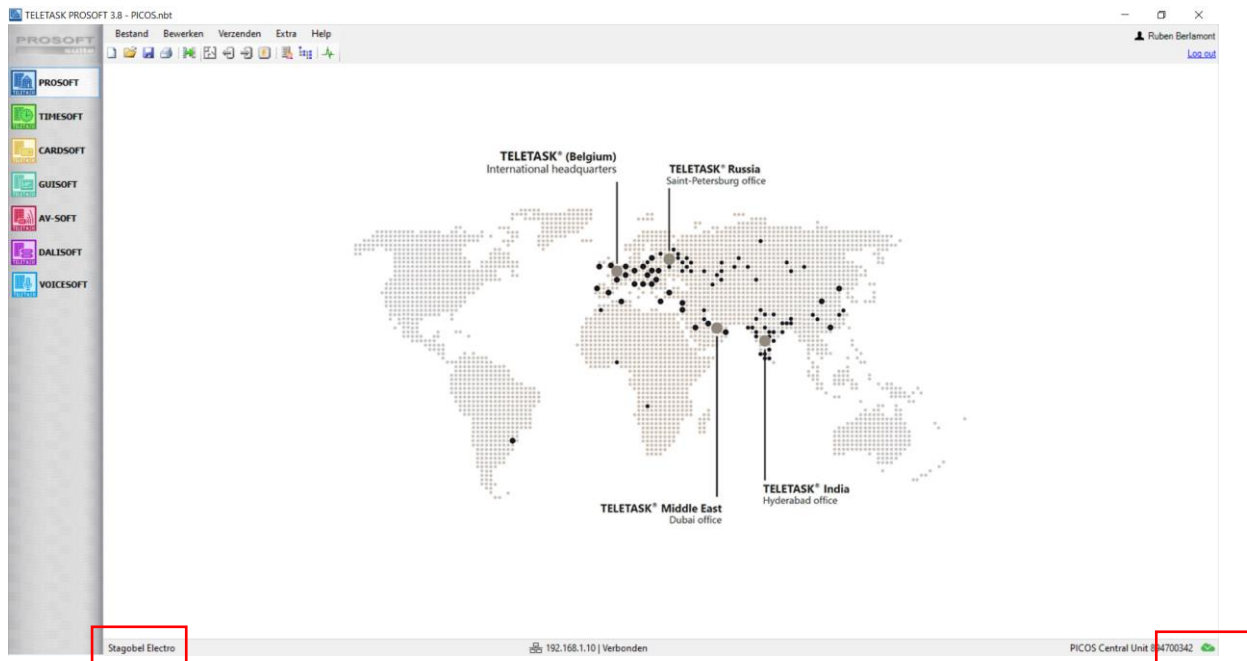 TELETASK PROSOFT 3.8 - PICOS.nbt
PROSOFT
suite
Bestand Bewerken Verzenden Extra Help
Ruben Berlamont
Log out
PROSOFT
TIMESOFT
CARDSOFT
GUISOFT
AV-SOFT
DALISOFT
VOICESOFT
TELETASK® (Belgium)
International headquarters
TELETASK® Russia
Saint-Petersburg office
TELETASK® India
Hyderabad office
TELETASK® Middle East
Dubai office
Stagobel Electro
192.168.1.10 | Verbonden
PICOS Central Unit 894700342